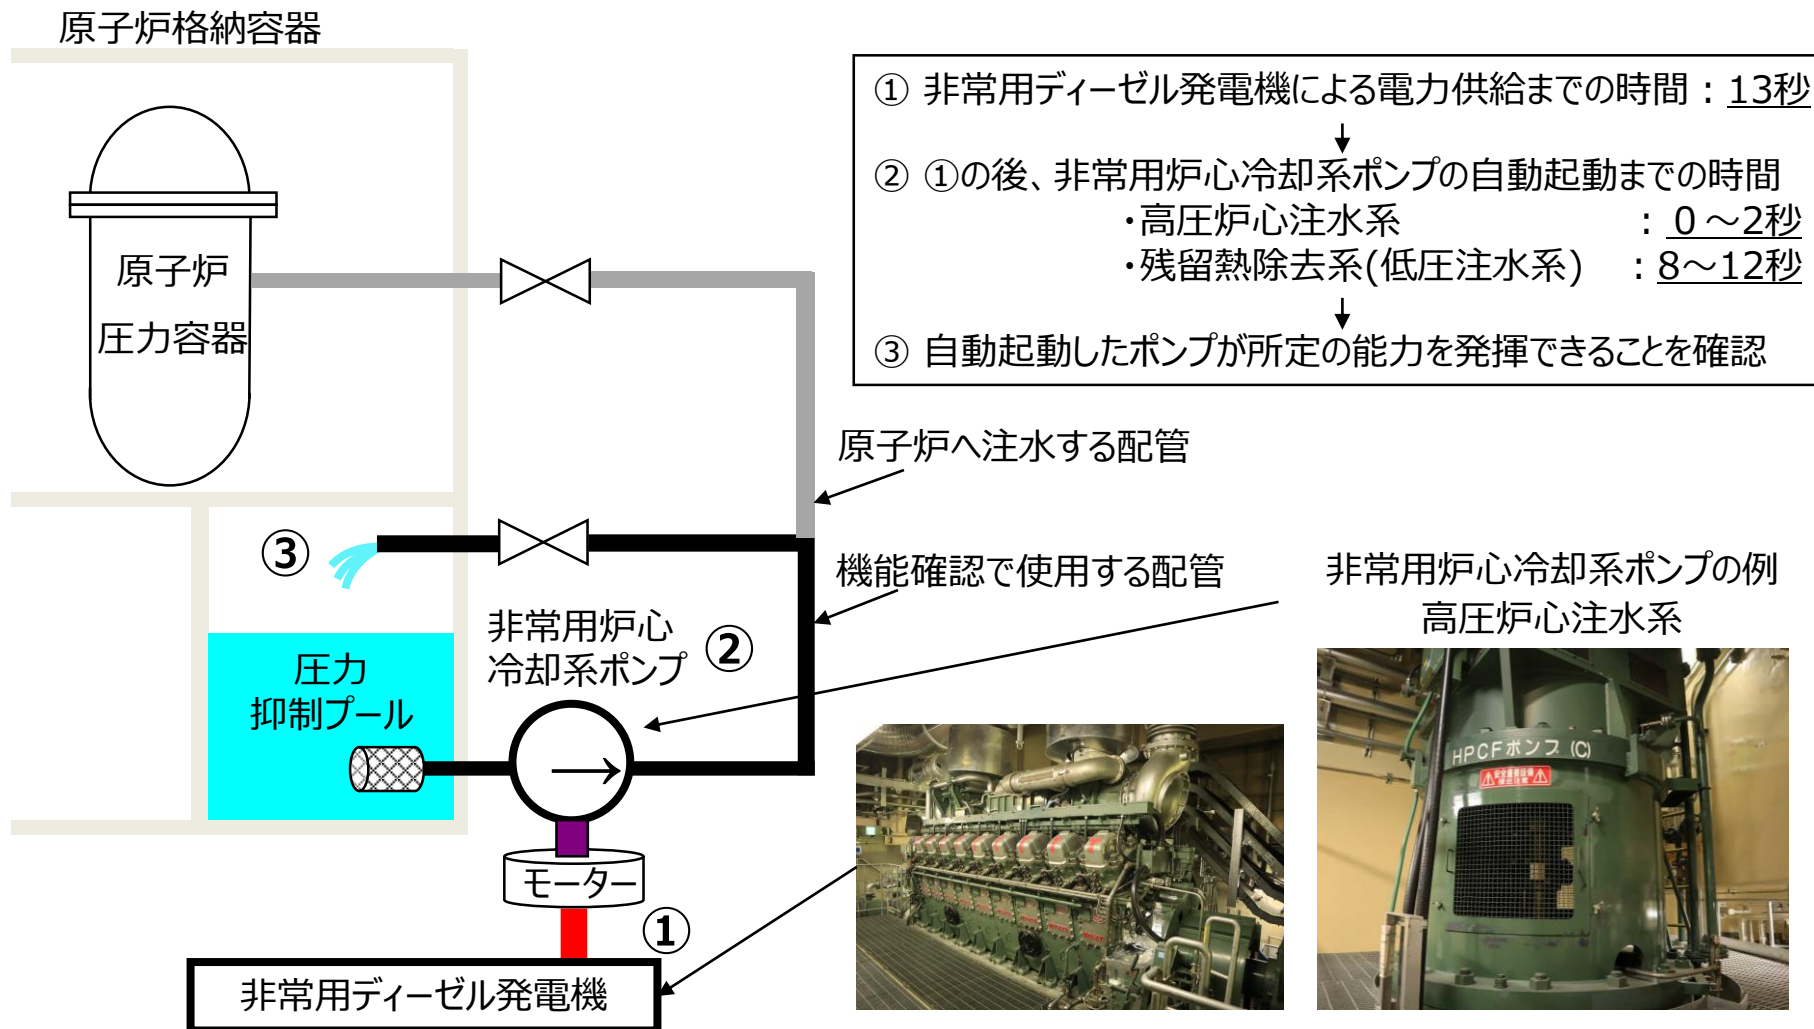 原子炉格納容器
① 非常用ディーゼル発電機による電力供給までの時間：13秒
② ①の後、非常用炉心冷却系ポンプの自動起動までの時間
・高圧炉心注水系 ：０～2秒
・残留熱除去系(低圧注水系) ：8～12秒
③ 自動起動したポンプが所定の能力を発揮できることを確認
原子炉
圧力容器
原子炉へ注水する配管
③
機能確認で使用する配管
非常用炉心冷却系ポンプの例
高圧炉心注水系
非常用炉心
冷却系ポンプ
②
圧力
抑制プール
HPCFポンプ (C)
モーター
①
非常用ディーゼル発電機